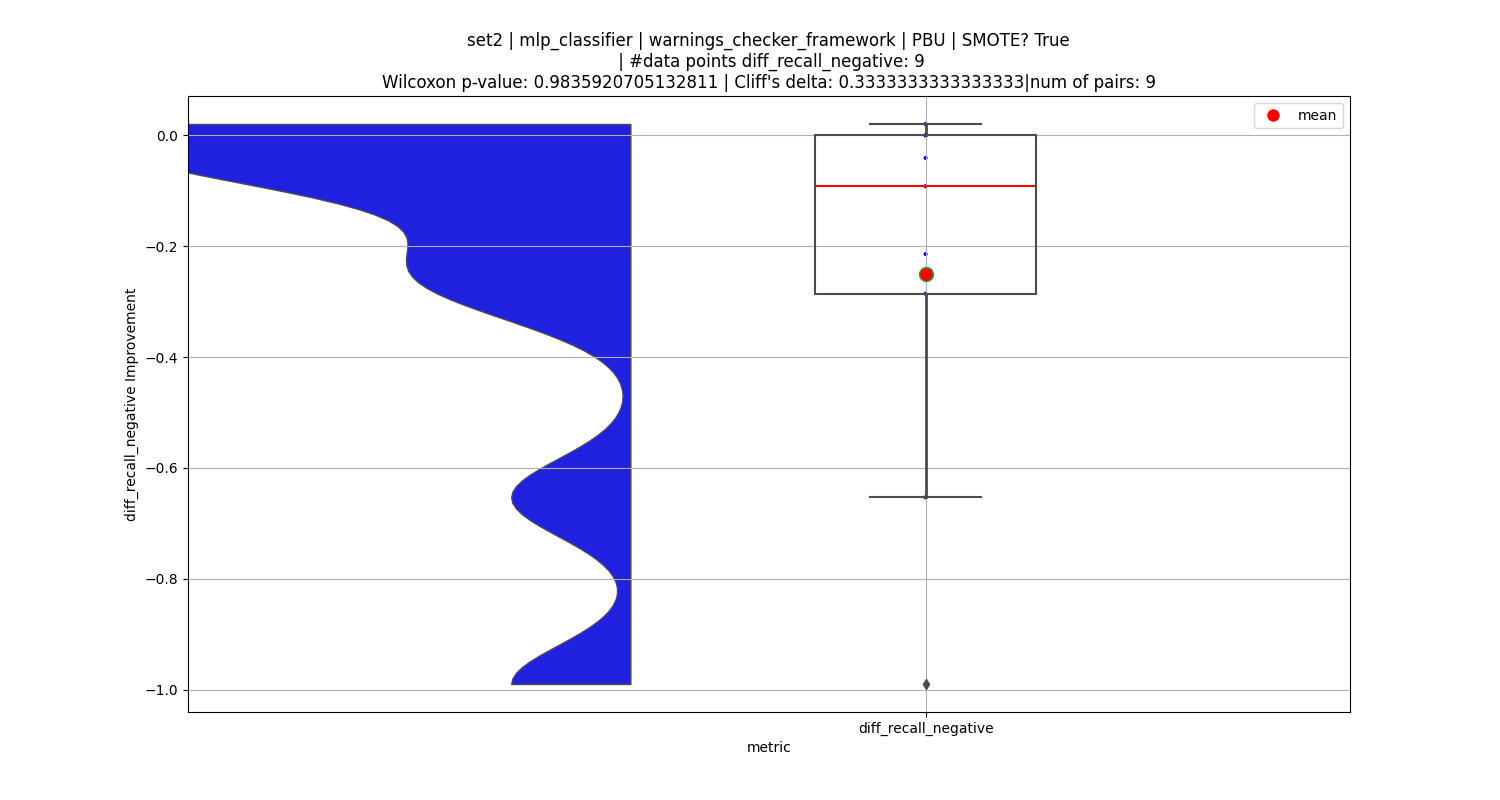 set2 | mlp_classifier | warnings_checker_framework | PBU | SMOTE? True
| #data points diff_recall_negative: 9
Wilcoxon p-value: 0.9835920705132811 | Cliff's delta: 0.3333333333333333|num of pairs: 9
mean
0.0
−0.2
−0.4
−0.6
−0.8
−1.0
diff_recall_negative Improvement
diff_recall_negative
metric